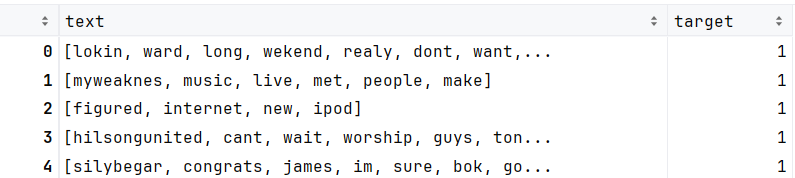 text target
0 [lokin, ward, long, wekend, realy, dont, want,... 1
1 [myweaknes, music, live, met, people, make] 1
2 [figured, internet, new, ipod] 1
3 [hilsongunited, cant, wait, worship, guys, ton... 1
4 [silybegar, congrats, james, im, sure, bok, go... 1